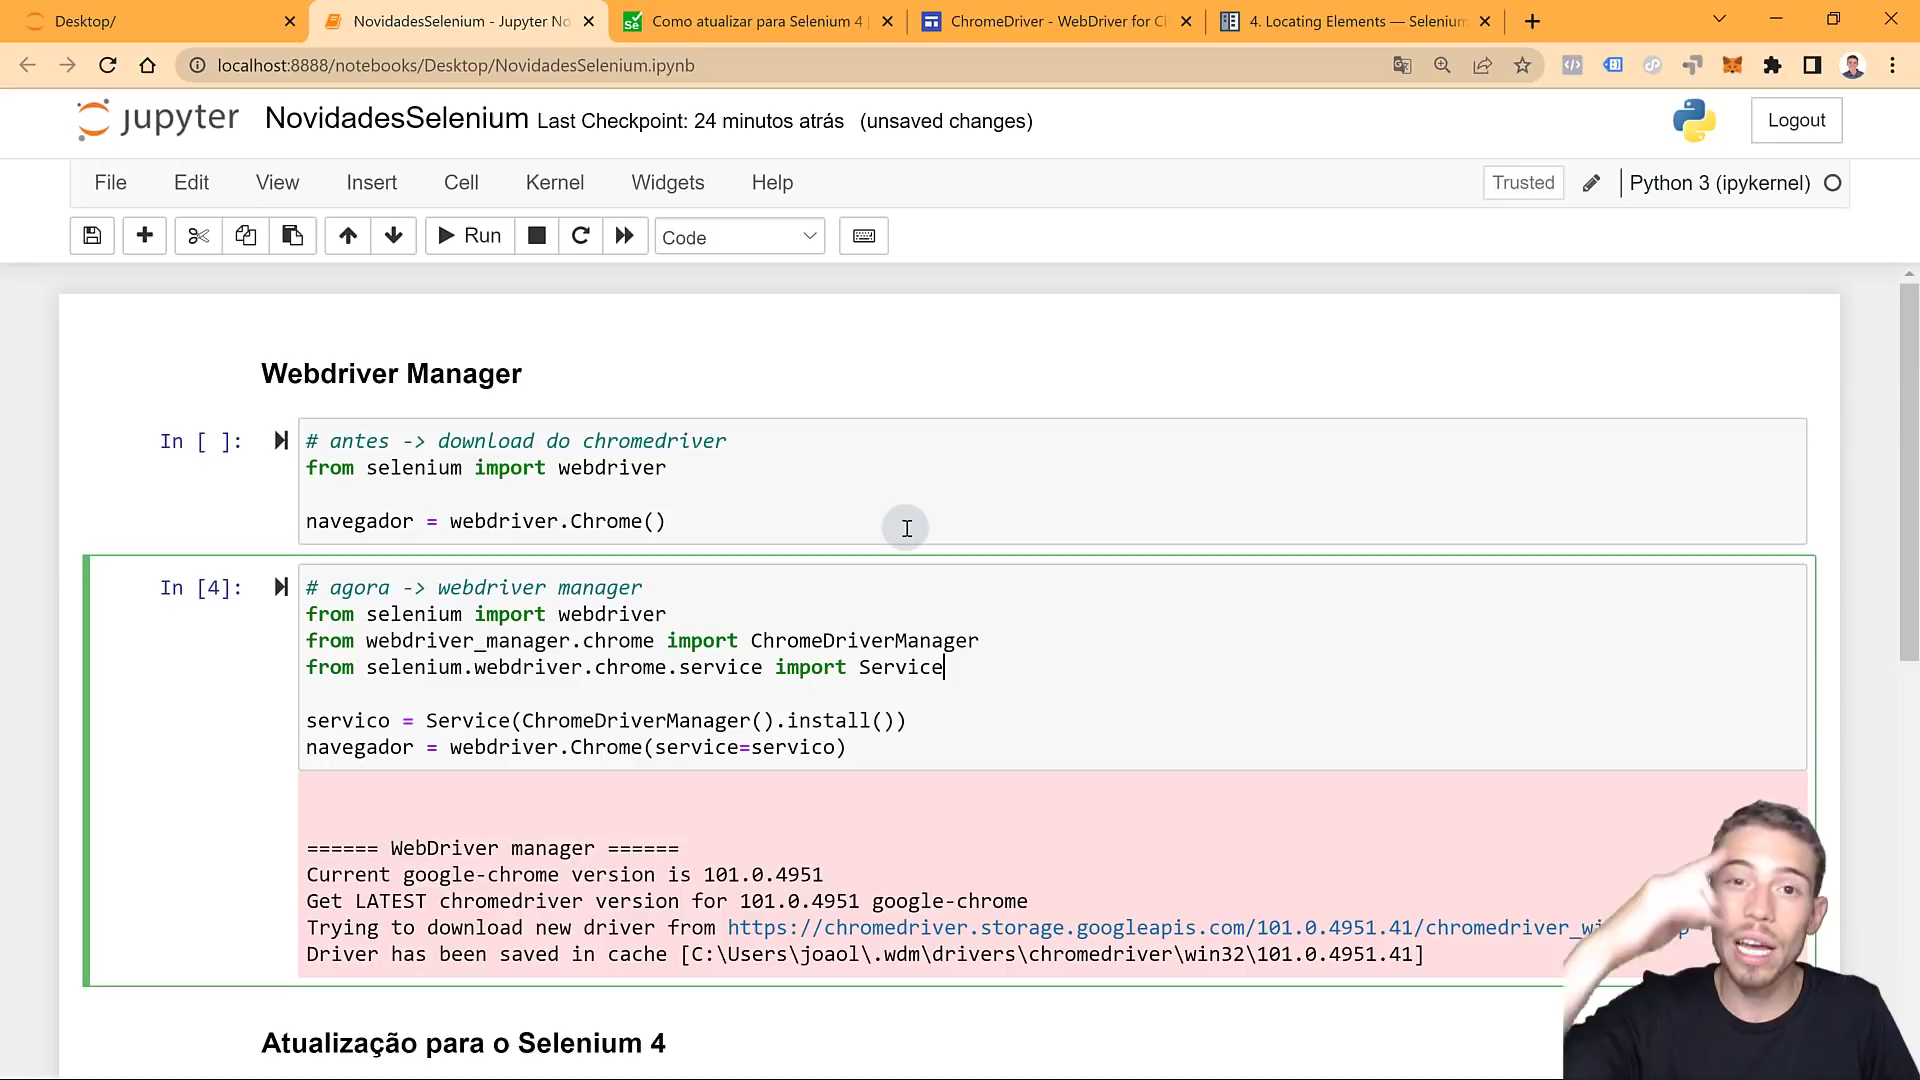 Desktop/
NovidadesSelenium - Jupyter No
Como atualizar para Selenium 4
ChromeDriver - WebDriver for C
4. Locating Elements — Selenium
localhost:8888/notebooks/Desktop/NovidadesSelenium.ipynb
jupyter NovidadesSelenium Last Checkpoint: 24 minutos atrás (unsaved changes)
Logout
File Edit View Insert Cell Kernel Widgets Help
Trusted
Python 3 (ipykernel)
Run
Code
Webdriver Manager
In [ ]:
# antes -> download do chromedriver
from selenium import webdriver
navegador = webdriver.Chrome()
In [4]:
# agora -> webdriver manager
from selenium import webdriver
from webdriver_manager.chrome import ChromeDriverManager
from selenium.webdriver.chrome.service import Service
servico = Service(ChromeDriverManager().install())
navegador = webdriver.Chrome(service=servico)
====== WebDriver manager ======
Current google-chrome version is 101.0.4951
Get LATEST chromedriver version for 101.0.4951 google-chrome
Trying to download new driver from https://chromedriver.storage.googleapis.com/101.0.4951.41/chromedriver_wi
Driver has been saved in cache [C:\Users\joaol\.wdm\drivers\chromedriver\win32\101.0.4951.41]
Atualização para o Selenium 4